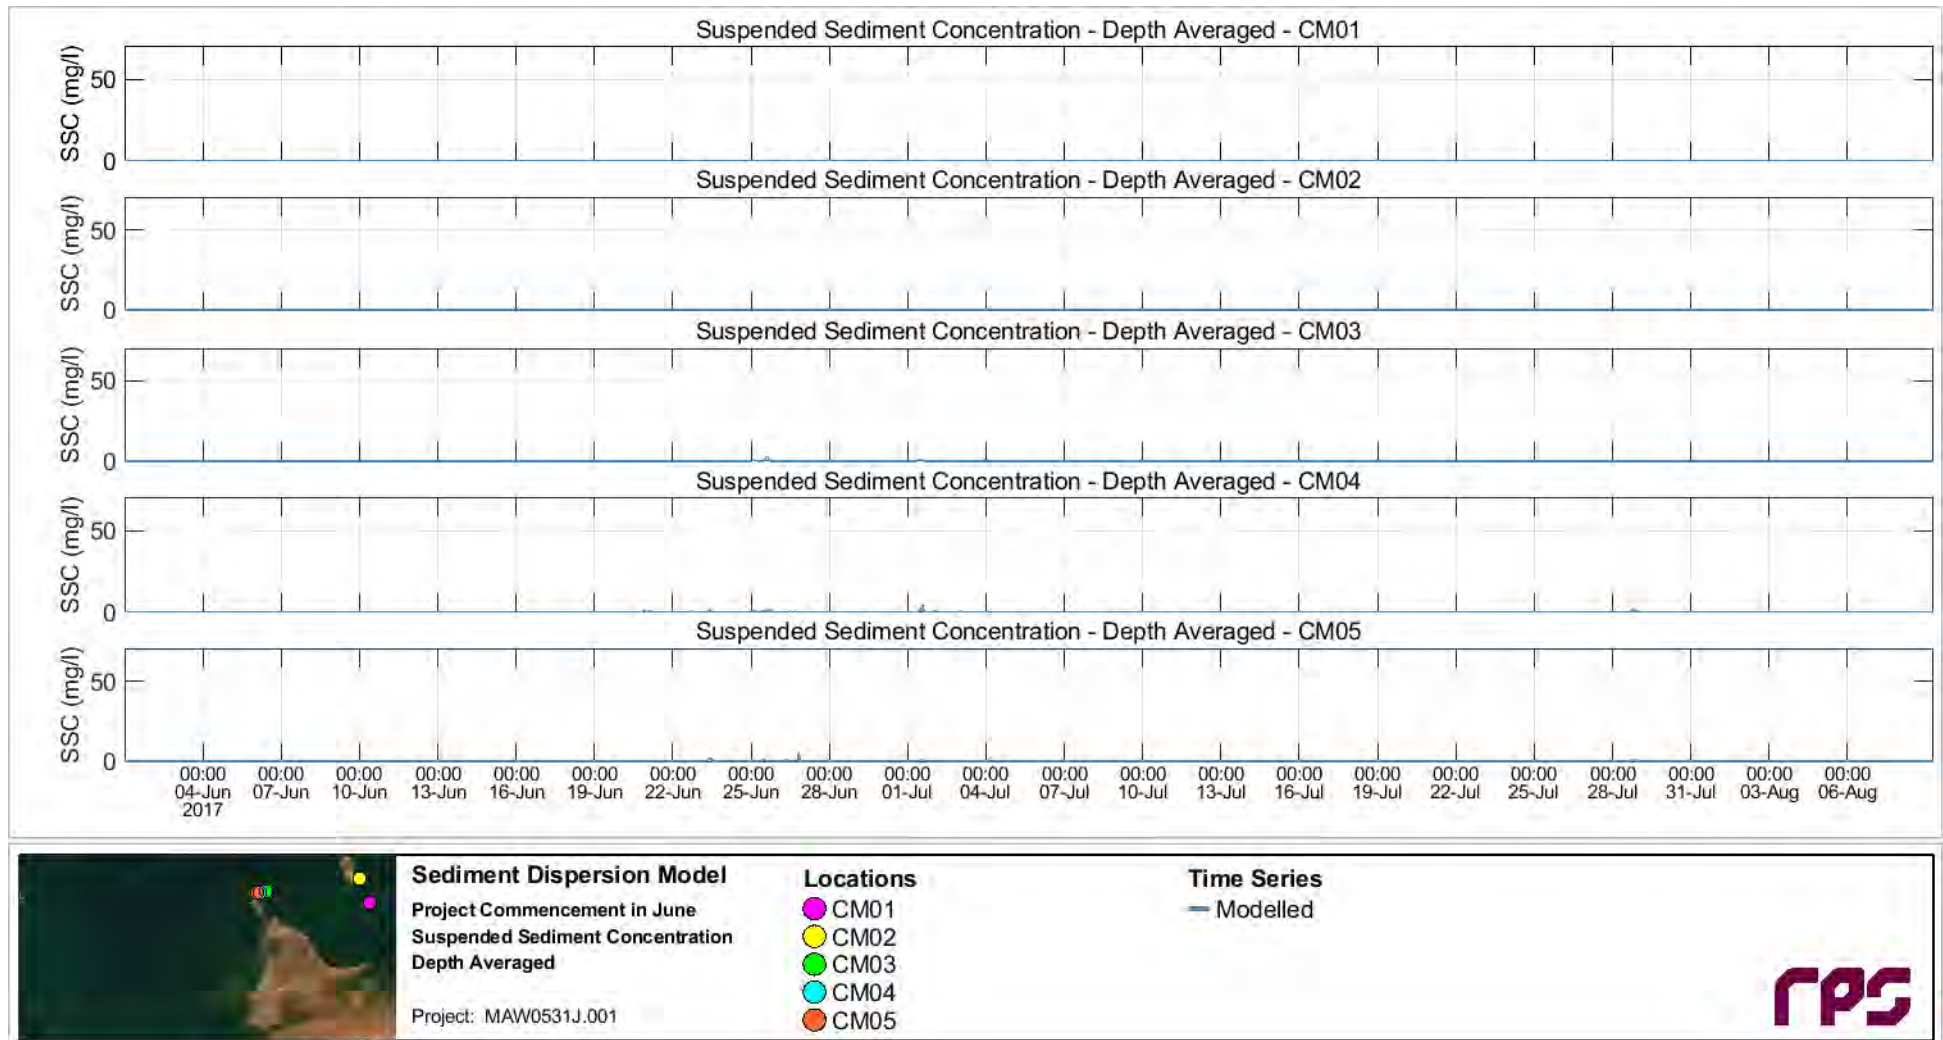 Suspended Sediment Concentration - Depth Averaged - CM01
SSC (mg/l)
50
0
Suspended Sediment Concentration - Depth Averaged - CM02
SSC (mg/l)
50
0
Suspended Sediment Concentration - Depth Averaged - CM03
SSC (mg/l)
50
0
Suspended Sediment Concentration - Depth Averaged - CM04
SSC (mg/l)
50
0
Suspended Sediment Concentration - Depth Averaged - CM05
SSC (mg/l)
50
0
00:00 00:00 00:00 00:00 00:00 00:00 00:00 00:00 00:00 00:00 00:00 00:00 00:00 00:00 00:00 00:00 00:00 00:00 00:00 00:00 00:00 00:00
04-Jun 07-Jun 10-Jun 13-Jun 16-Jun 19-Jun 22-Jun 25-Jun 28-Jun 01-Jul 04-Jul 07-Jul 10-Jul 13-Jul 16-Jul 19-Jul 22-Jul 25-Jul 28-Jul 31-Jul 03-Aug 06-Aug
2017
Sediment Dispersion Model
Project Commencement in June
Suspended Sediment Concentration
Depth Averaged
Project: MAW0531J.001
Locations
CM01
CM02
CM03
CM04
CM05
Time Series
Modelled
rps